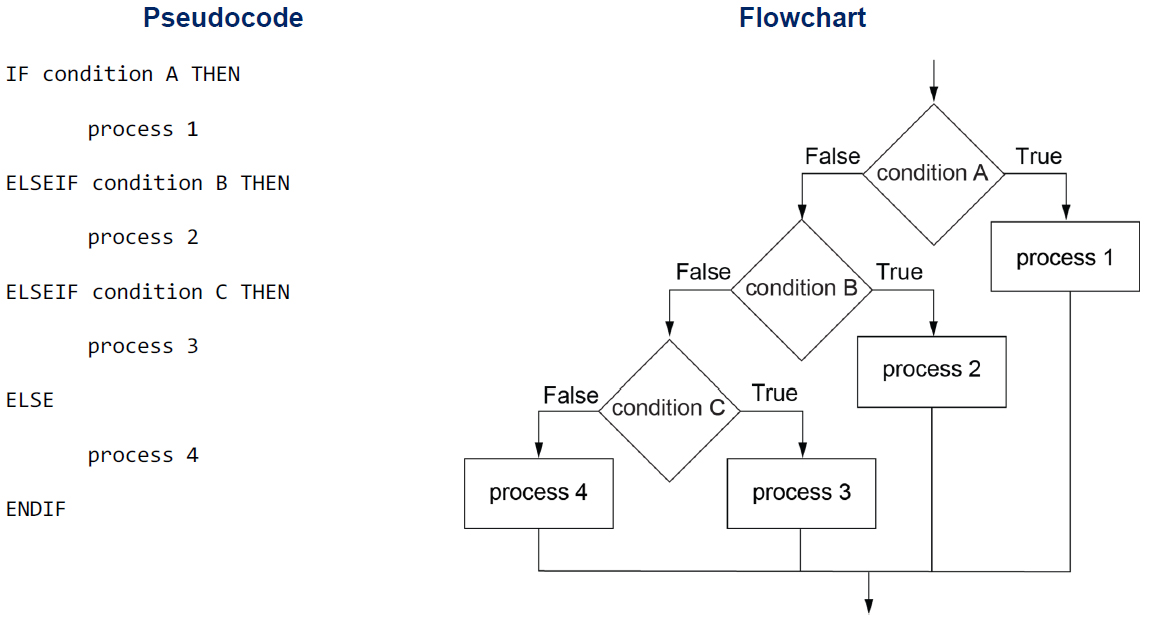 Pseudocode
IF condition A THEN
process 1
ELSEIF condition B THEN
process 2
ELSEIF condition C THEN
process 3
ELSE
process 4
ENDIF
Flowchart
False
condition A
True
process 1
False
condition B
True
process 2
False
condition C
True
process 4
process 3